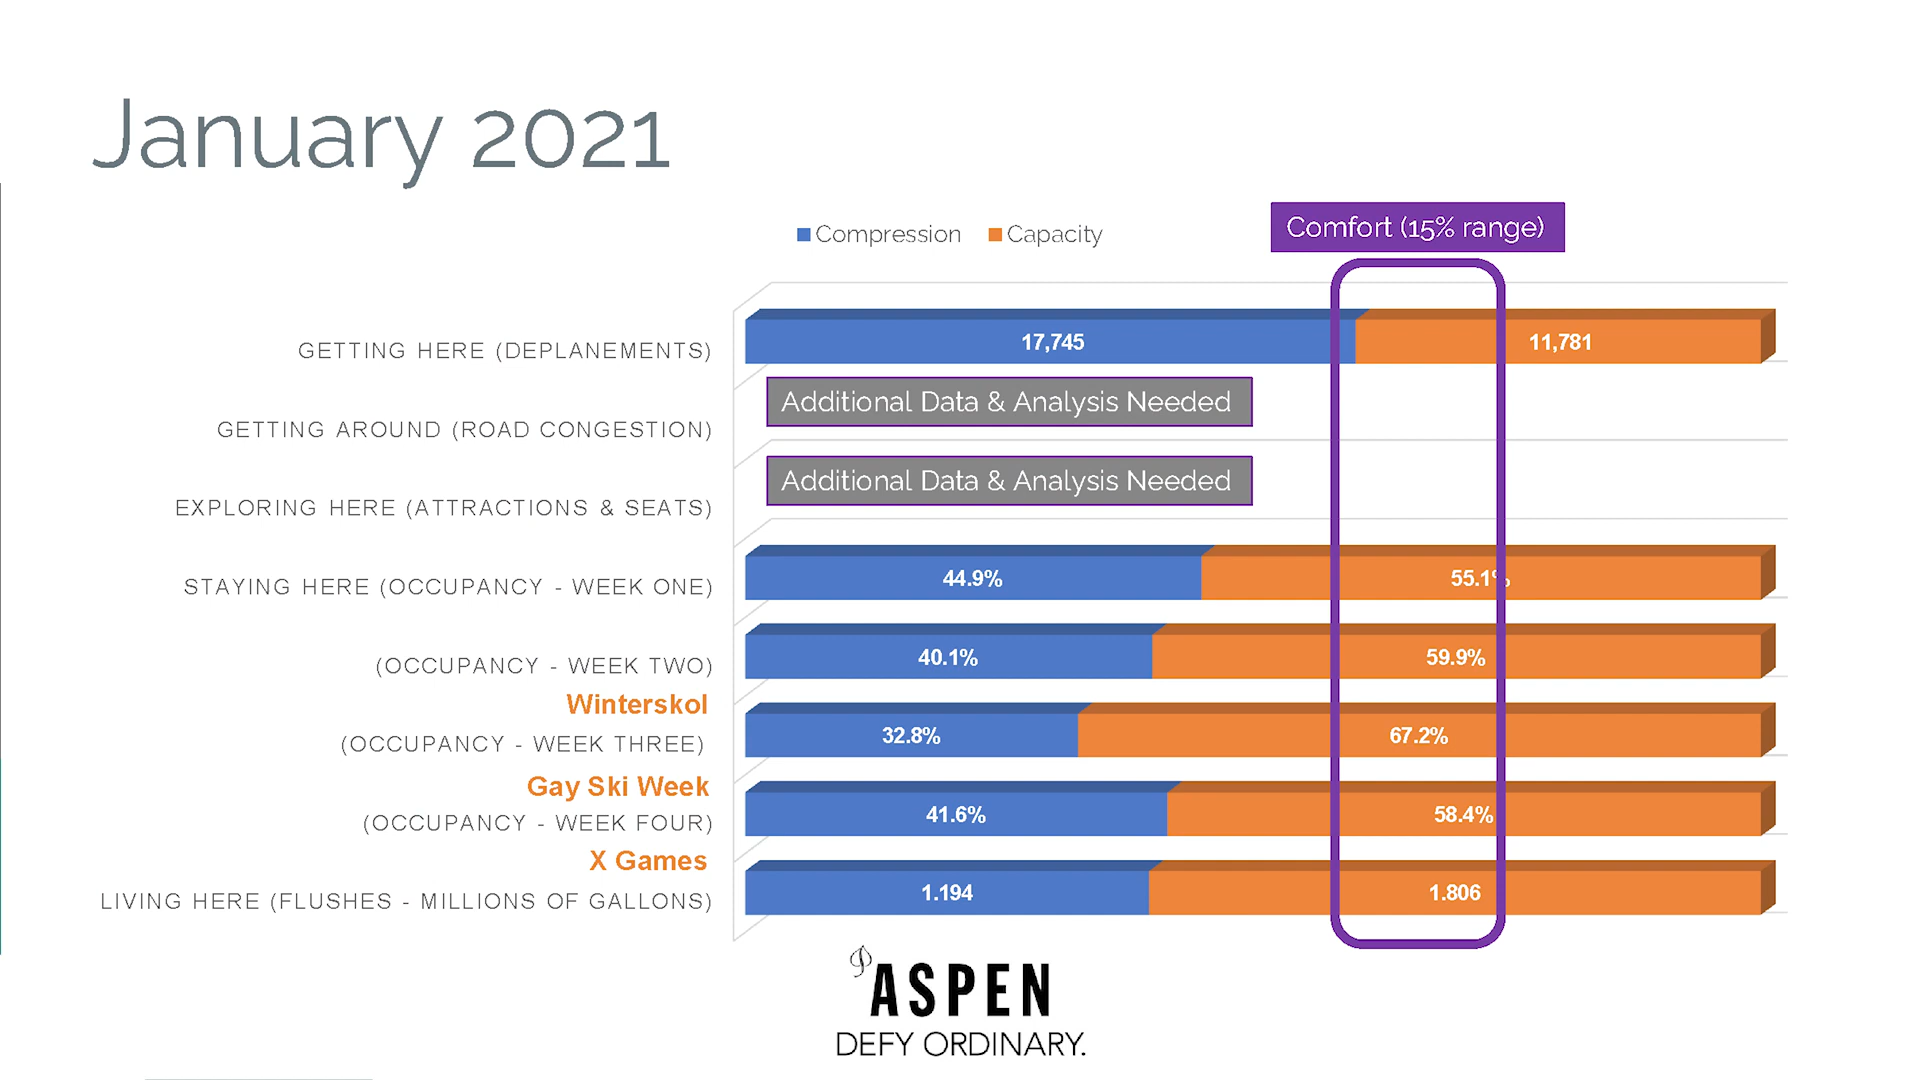 January 2021
Compression
Capacity
Comfort (15% range)
GETTING HERE (DEPLANEMENTS)
17,745
11,781
GETTING AROUND (ROAD CONGESTION)
Additional Data & Analysis Needed
EXPLORING HERE (ATTRACTIONS & SEATS)
Additional Data & Analysis Needed
STAYING HERE (OCCUPANCY - WEEK ONE)
44.9%
55.1%
(OCCUPANCY - WEEK TWO)
40.1%
59.9%
Winterskol
(OCCUPANCY - WEEK THREE)
32.8%
67.2%
Gay Ski Week
(OCCUPANCY - WEEK FOUR)
41.6%
58.4%
X Games
LIVING HERE (FLUSHES - MILLIONS OF GALLONS)
1.194
1.806
ASPEN
DEFY ORDINARY.